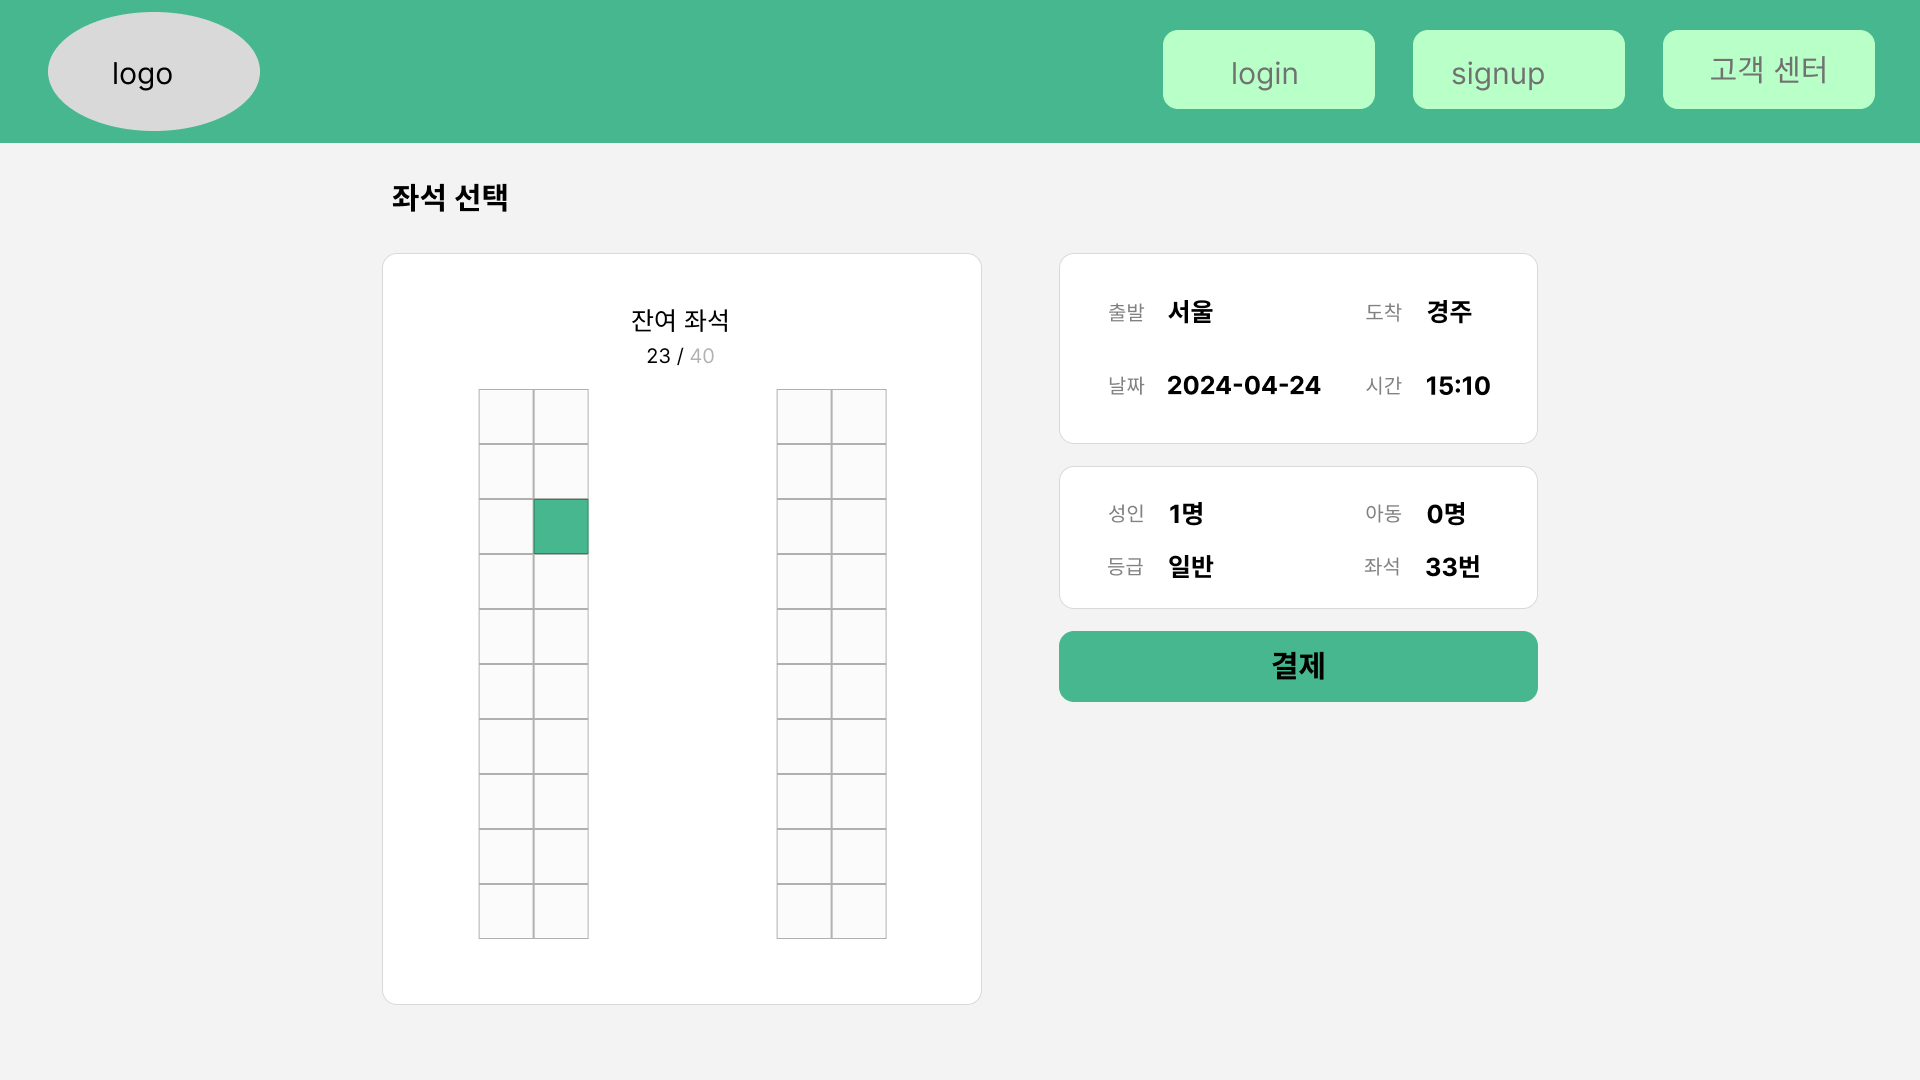 logo
login
signup
고객 센터
좌석 선택
잔여 좌석
23 / 40
출발 서울 도착 경주
날짜 2024-04-24 시간 15:10
성인 1명 아동 0명
등급 일반 좌석 33번
결제